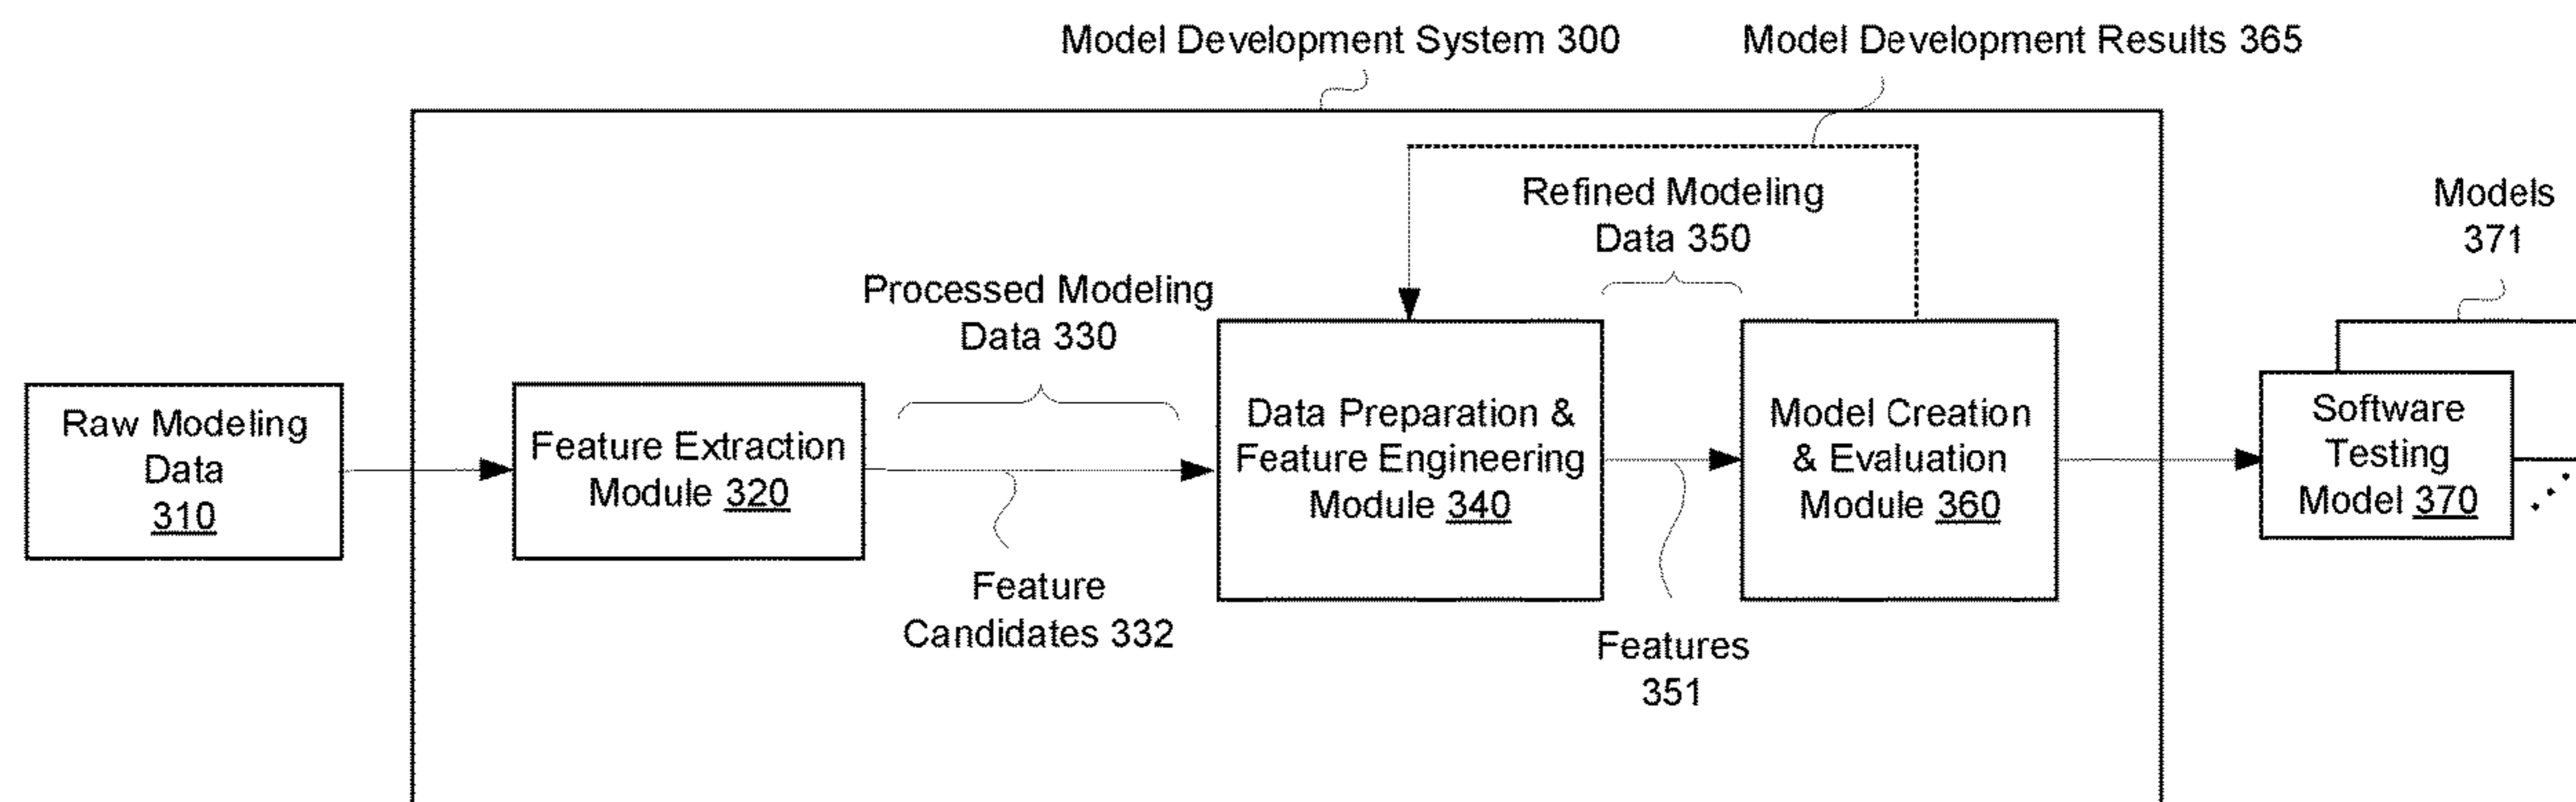 Model Development System 300
Model Development Results 365
Refined Modeling
Data 350
Models
371
Processed Modeling
Data 330
Raw Modeling
Data
310
Feature Extraction
Module 320
Data Preparation &
Feature Engineering
Module 340
Model Creation
& Evaluation
Module 360
Software
Testing
Model 370
Feature
Candidates 332
Features
351